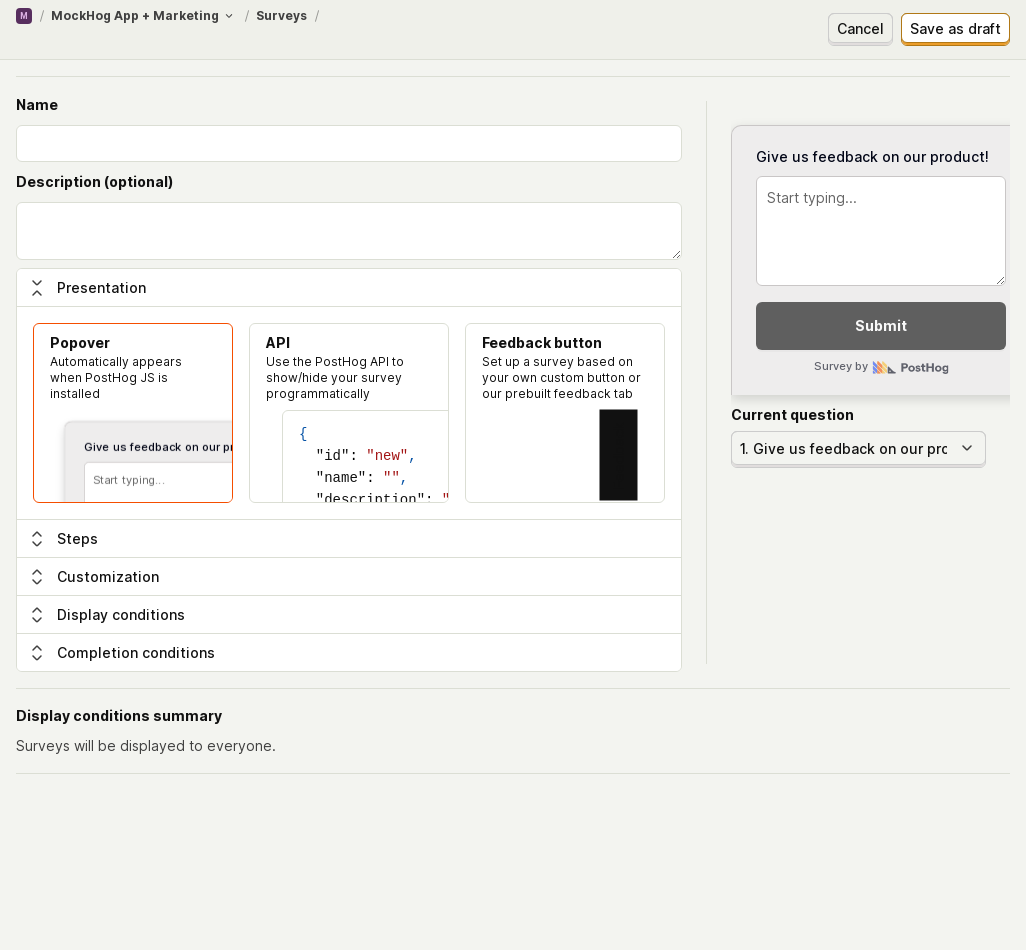 M / MockHog App + Marketing / Surveys /
Cancel
Save as draft
Name
Description (optional)
Presentation
Popover
Automatically appears
when PostHog JS is
installed
Give us feedback on our pr
Start typing...
API
Use the PostHog API to
show/hide your survey
programmatically
{
"id": "new",
"name": "",
"description": "
Feedback button
Set up a survey based on
your own custom button or
our prebuilt feedback tab
Steps
Customization
Display conditions
Completion conditions
Give us feedback on our product!
Start typing...
Submit
Survey by PostHog
Current question
1. Give us feedback on our pro
Display conditions summary
Surveys will be displayed to everyone.